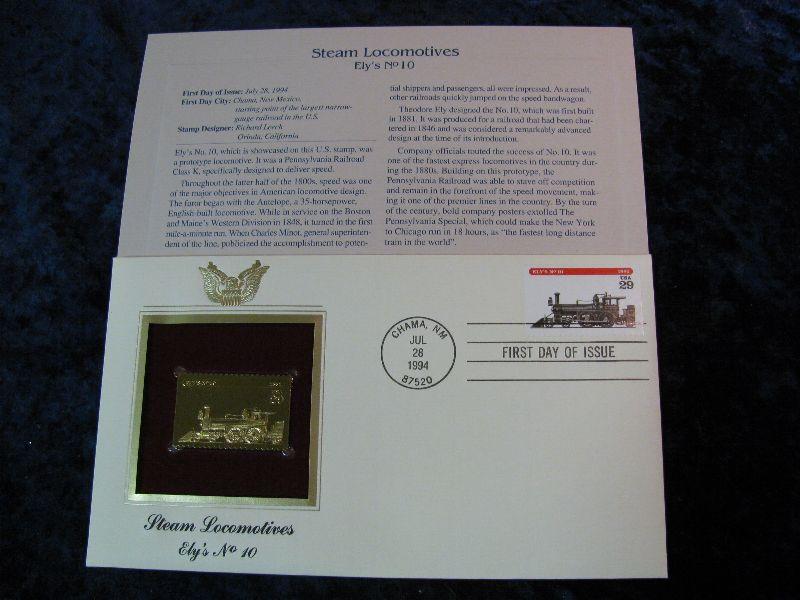 Steam Locomotives
Ely's No 10
First Day of Issue: July 28, 1994
First Day City: Chama, New Mexico,
starting point of the largest narrow-
gauge railroad in the U.S.
Stamp Designer: Richard Leech
Orinda, California
Ely's No. 10, which is showcased on this U.S. stamp, was
a prototype locomotive. It was a Pennsylvania Railroad
Class K, specifically designed to deliver speed.
Throughout the latter half of the 1800s, speed was one
of the major objectives in American locomotive design.
The furor began with the Antelope, a 35-horsepower,
English-built locomotive. While in service on the Boston
and Maine's Western Division in 1848, it turned in the first
mile-a-minute run. When Charles Minot, general superinten-
dent of the line, publicized the accomplishment to poten-
tial shippers and passengers, all were impressed. As a result,
other railroads quickly jumped on the speed bandwagon.
Theodore Ely designed the No. 10, which was first built
in 1881. It was produced for a railroad that had been char-
tered in 1846 and was considered a remarkably advanced
design at the time of its introduction.
Company officials touted the success of No. 10. It was
one of the fastest express locomotives in the country dur-
ing the 1880s. Building on this prototype, the
Pennsylvania Railroad was able to stave off competition
and remain in the forefront of the speed movement, mak-
ing it one of the premier lines in the country. By the turn
of the century, bold company posters extolled The
Pennsylvania Special, which could make the New York
to Chicago run in 18 hours, as "the fastest long distance
train in the world".
ELY'S No 10 1881
USA
29
CHAMA, NM
JUL
28
1994
87520
FIRST DAY OF ISSUE
ELY'S No 10 1881
29
Steam Locomotives
Ely's No 10